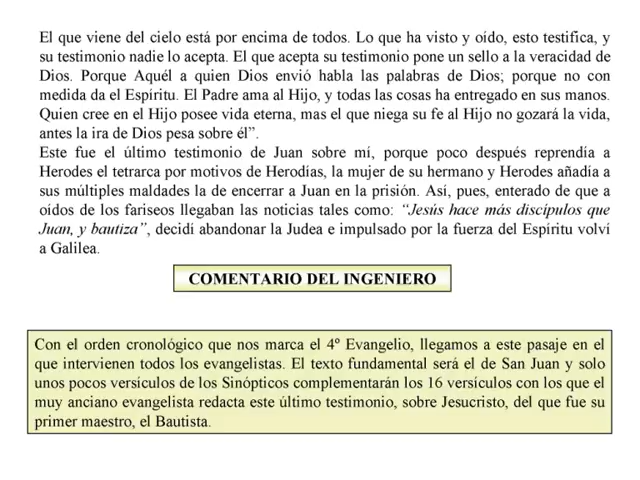 El que viene del cielo está por encima de todos. Lo que ha visto y oído, esto testifica, y
su testimonio nadie lo acepta. El que acepta su testimonio pone un sello a la veracidad de
Dios. Porque Aquél a quien Dios envió habla las palabras de Dios; porque no con
medida da el Espíritu. El Padre ama al Hijo, y todas las cosas ha entregado en sus manos.
Quien cree en el Hijo posee vida eterna, mas el que niega su fe al Hijo no gozará la vida,
antes la ira de Dios pesa sobre él”.
Este fue el último testimonio de Juan sobre mí, porque poco después reprendía a
Herodes el tetrarca por motivos de Herodías, la mujer de su hermano y Herodes añadía a
sus múltiples maldades la de encerrar a Juan en la prisión. Así, pues, enterado de que a
oídos de los fariseos llegaban las noticias tales como: “Jesús hace más discípulos que
Juan, y bautiza”, decidí abandonar la Judea e impulsado por la fuerza del Espíritu volví
a Galilea.
COMENTARIO DEL INGENIERO
Con el orden cronológico que nos marca el 4º Evangelio, llegamos a este pasaje en el
que intervienen todos los evangelistas. El texto fundamental será el de San Juan y solo
unos pocos versículos de los Sinópticos complementarán los 16 versículos con los que el
muy anciano evangelista redacta este último testimonio, sobre Jesucristo, del que fue su
primer maestro, el Bautista.